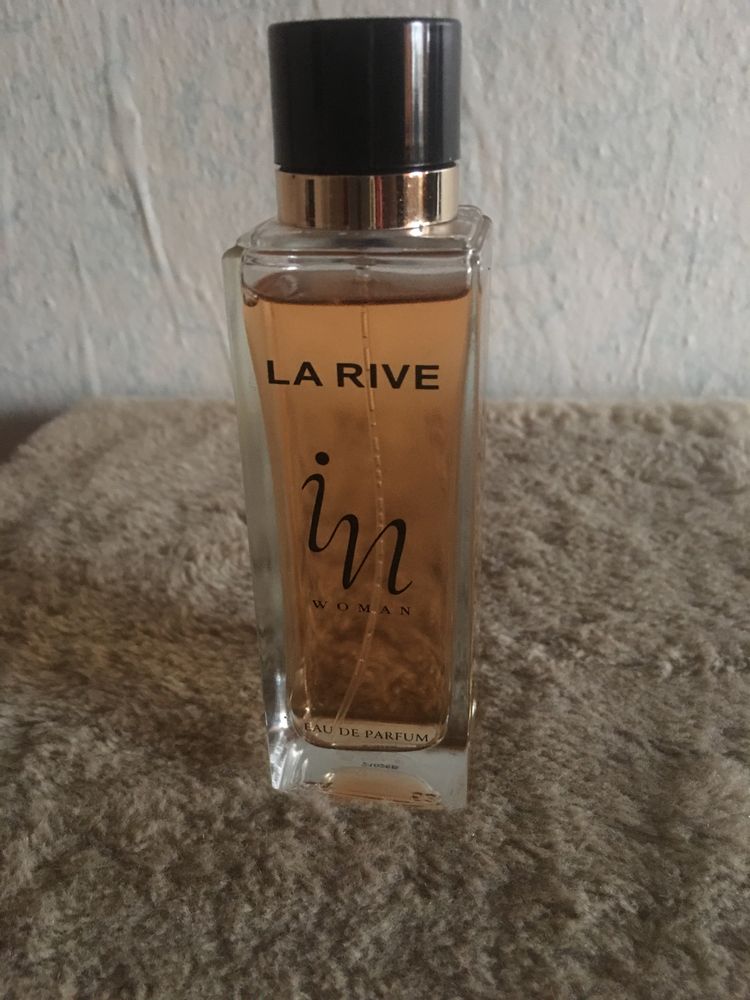 LA RIVE
in
WOMAN
EAU DE PARFUM